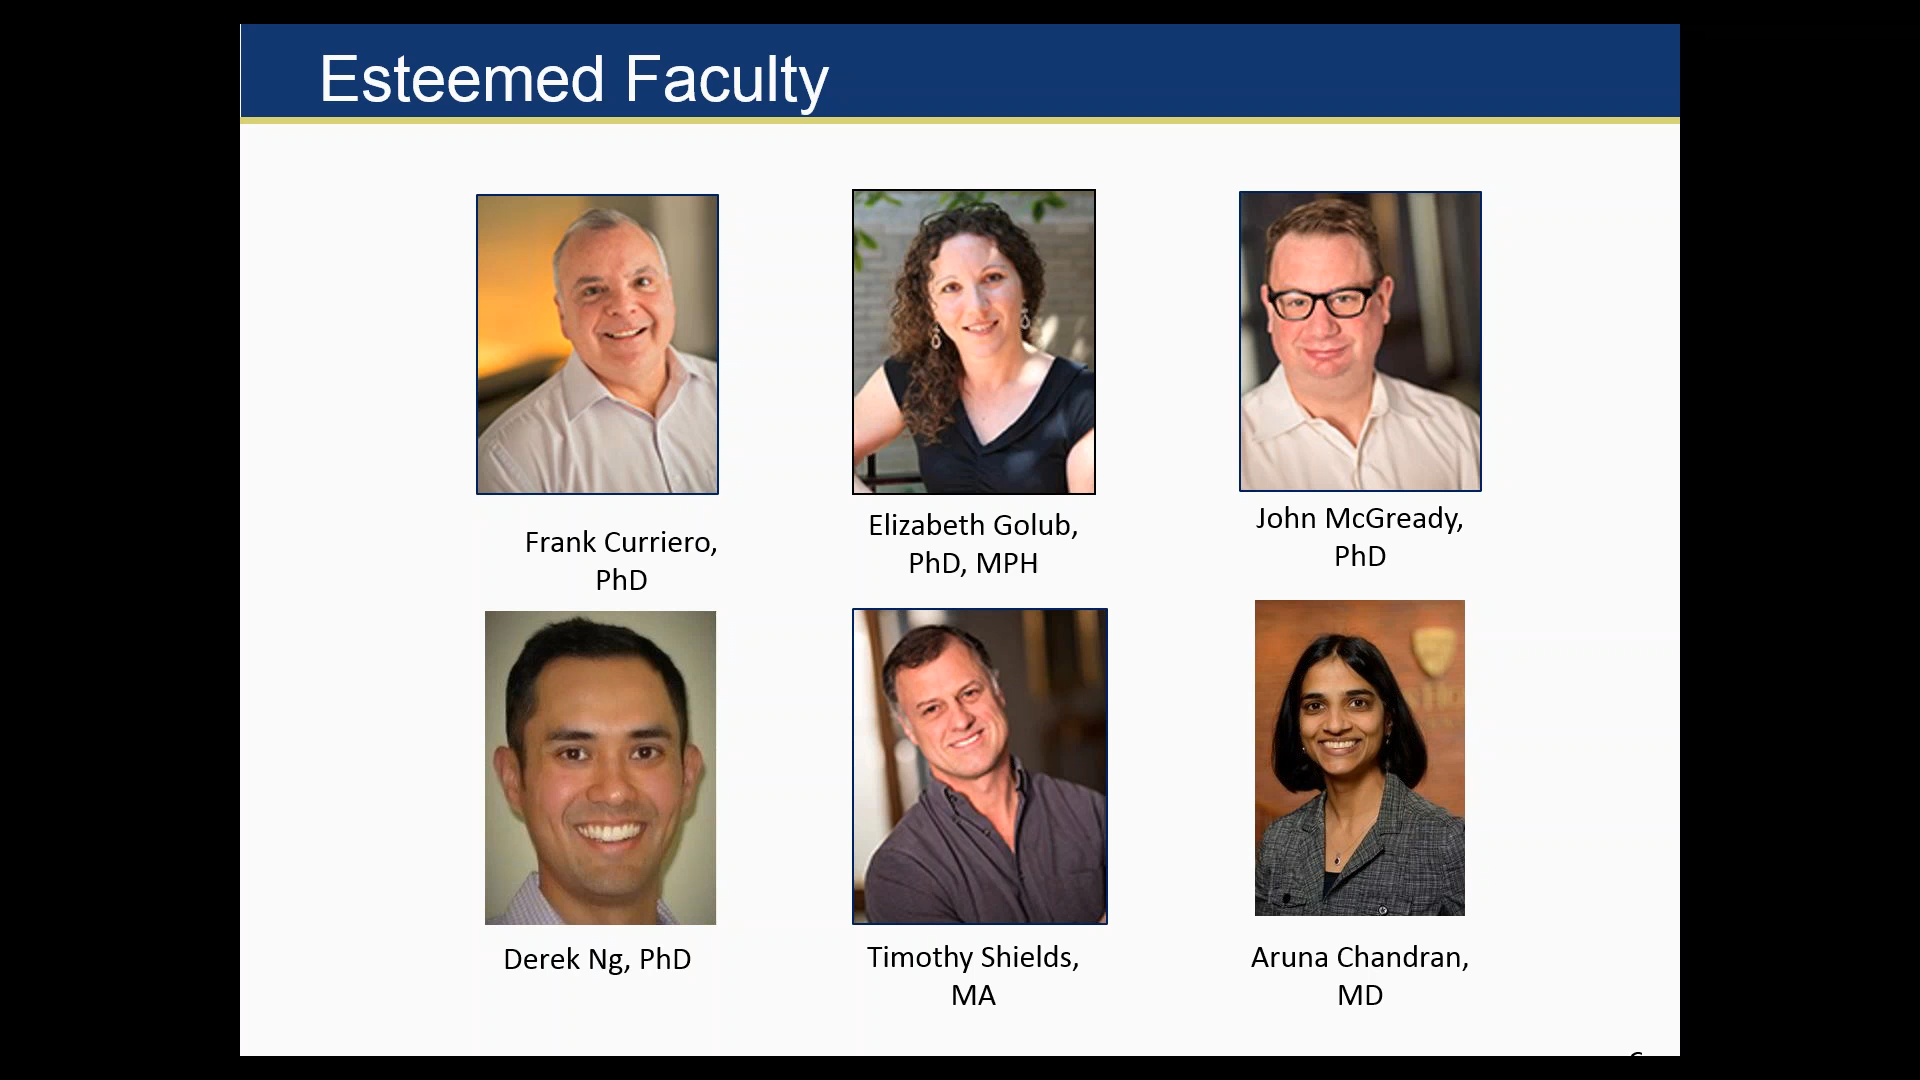 Esteemed Faculty
Frank Curriero,
PhD
Elizabeth Golub,
PhD, MPH
John McGready,
PhD
Derek Ng, PhD
Timothy Shields,
MA
Aruna Chandran,
MD